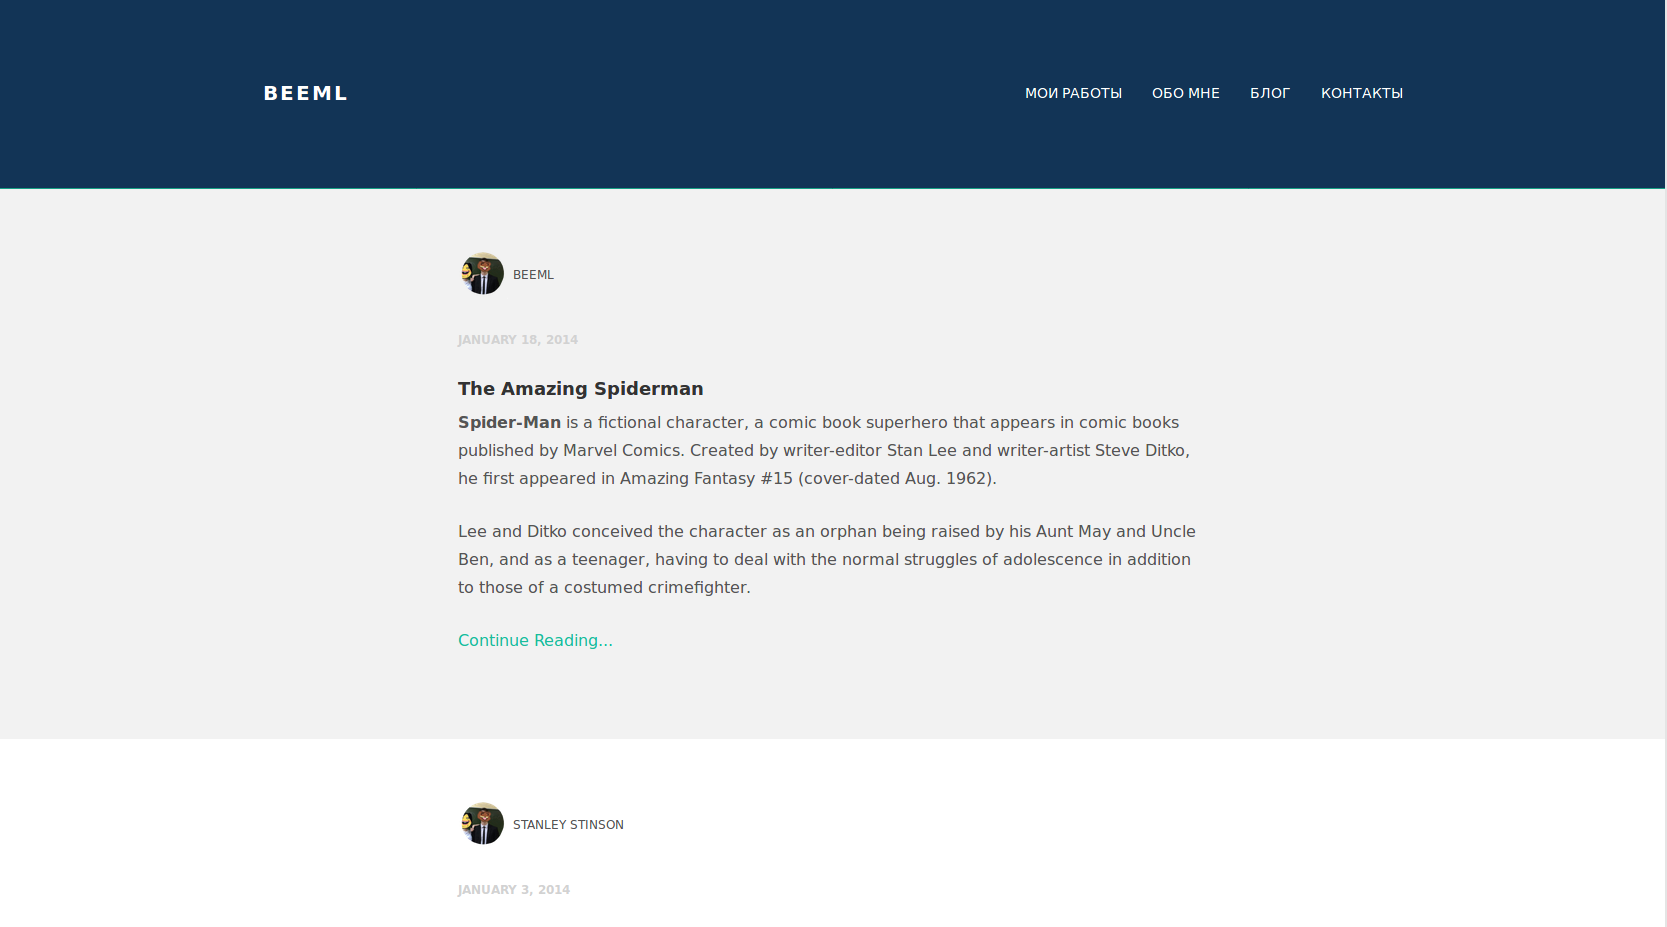 BEEML
МОИ РАБОТЫ ОБО МНЕ БЛОГ КОНТАКТЫ
BEEML
JANUARY 18, 2014
The Amazing Spiderman
Spider-Man is a fictional character, a comic book superhero that appears in comic books
published by Marvel Comics. Created by writer-editor Stan Lee and writer-artist Steve Ditko,
he first appeared in Amazing Fantasy #15 (cover-dated Aug. 1962).
Lee and Ditko conceived the character as an orphan being raised by his Aunt May and Uncle
Ben, and as a teenager, having to deal with the normal struggles of adolescence in addition
to those of a costumed crimefighter.
Continue Reading...
STANLEY STINSON
JANUARY 3, 2014